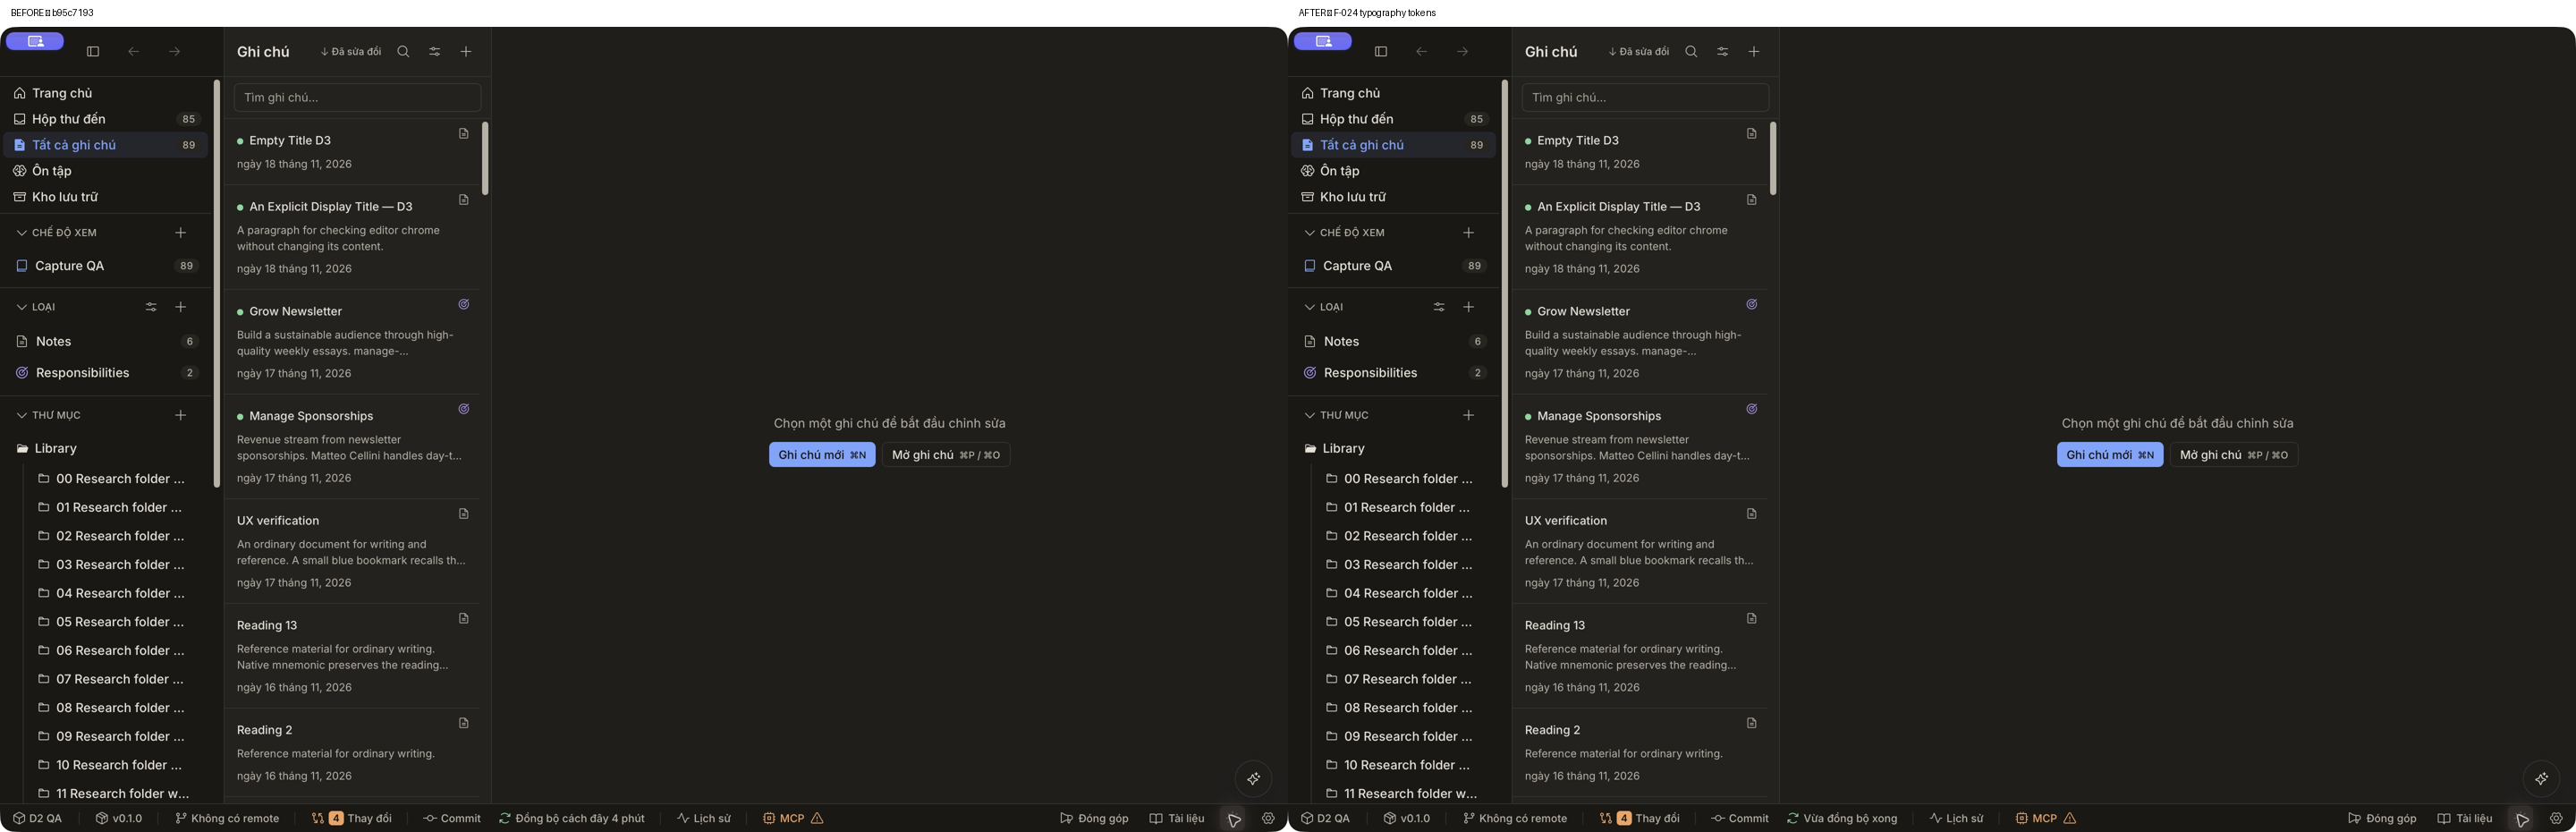 BEFORE b95c7193
Ghi chú
Đã sửa đổi
Tìm ghi chú...
Trang chủ
Hộp thư đến 85
Tất cả ghi chú 89
Ôn tập
Kho lưu trữ
CHẾ ĐỘ XEM
Capture QA 89
LOẠI
Notes 6
Responsibilities 2
THƯ MỤC
Library
00 Research folder ...
01 Research folder ...
02 Research folder ...
03 Research folder ...
04 Research folder ...
05 Research folder ...
06 Research folder ...
07 Research folder ...
08 Research folder ...
09 Research folder ...
10 Research folder ...
11 Research folder w...
Empty Title D3
ngày 18 tháng 11, 2026
An Explicit Display Title — D3
A paragraph for checking editor chrome
without changing its content.
ngày 18 tháng 11, 2026
Grow Newsletter
Build a sustainable audience through high-
quality weekly essays. manage-...
ngày 17 tháng 11, 2026
Manage Sponsorships
Revenue stream from newsletter
sponsorships. Matteo Cellini handles day-t...
ngày 17 tháng 11, 2026
UX verification
An ordinary document for writing and
reference. A small blue bookmark recalls th...
ngày 17 tháng 11, 2026
Reading 13
Reference material for ordinary writing.
Native mnemonic preserves the reading...
ngày 16 tháng 11, 2026
Reading 2
Reference material for ordinary writing.
ngày 16 tháng 11, 2026
Chọn một ghi chú để bắt đầu chỉnh sửa
Ghi chú mới ⌘N
Mở ghi chú ⌘P / ⌘O
D2 QA
v0.1.0
Không có remote
4 Thay đổi
Commit
Đồng bộ cách đây 4 phút
Lịch sử
MCP
Đóng góp
Tài liệu
AFTER F-024 typography tokens
Ghi chú
Đã sửa đổi
Tìm ghi chú...
Trang chủ
Hộp thư đến 85
Tất cả ghi chú 89
Ôn tập
Kho lưu trữ
CHẾ ĐỘ XEM
Capture QA 89
LOẠI
Notes 6
Responsibilities 2
THƯ MỤC
Library
00 Research folder ...
01 Research folder ...
02 Research folder ...
03 Research folder ...
04 Research folder ...
05 Research folder ...
06 Research folder ...
07 Research folder ...
08 Research folder ...
09 Research folder ...
10 Research folder ...
11 Research folder w...
Empty Title D3
ngày 18 tháng 11, 2026
An Explicit Display Title — D3
A paragraph for checking editor chrome
without changing its content.
ngày 18 tháng 11, 2026
Grow Newsletter
Build a sustainable audience through high-
quality weekly essays. manage-...
ngày 17 tháng 11, 2026
Manage Sponsorships
Revenue stream from newsletter
sponsorships. Matteo Cellini handles day-t...
ngày 17 tháng 11, 2026
UX verification
An ordinary document for writing and
reference. A small blue bookmark recalls th...
ngày 17 tháng 11, 2026
Reading 13
Reference material for ordinary writing.
Native mnemonic preserves the reading...
ngày 16 tháng 11, 2026
Reading 2
Reference material for ordinary writing.
ngày 16 tháng 11, 2026
Chọn một ghi chú để bắt đầu chỉnh sửa
Ghi chú mới ⌘N
Mở ghi chú ⌘P / ⌘O
D2 QA
v0.1.0
Không có remote
4 Thay đổi
Commit
Vừa đồng bộ xong
Lịch sử
MCP
Đóng góp
Tài liệu